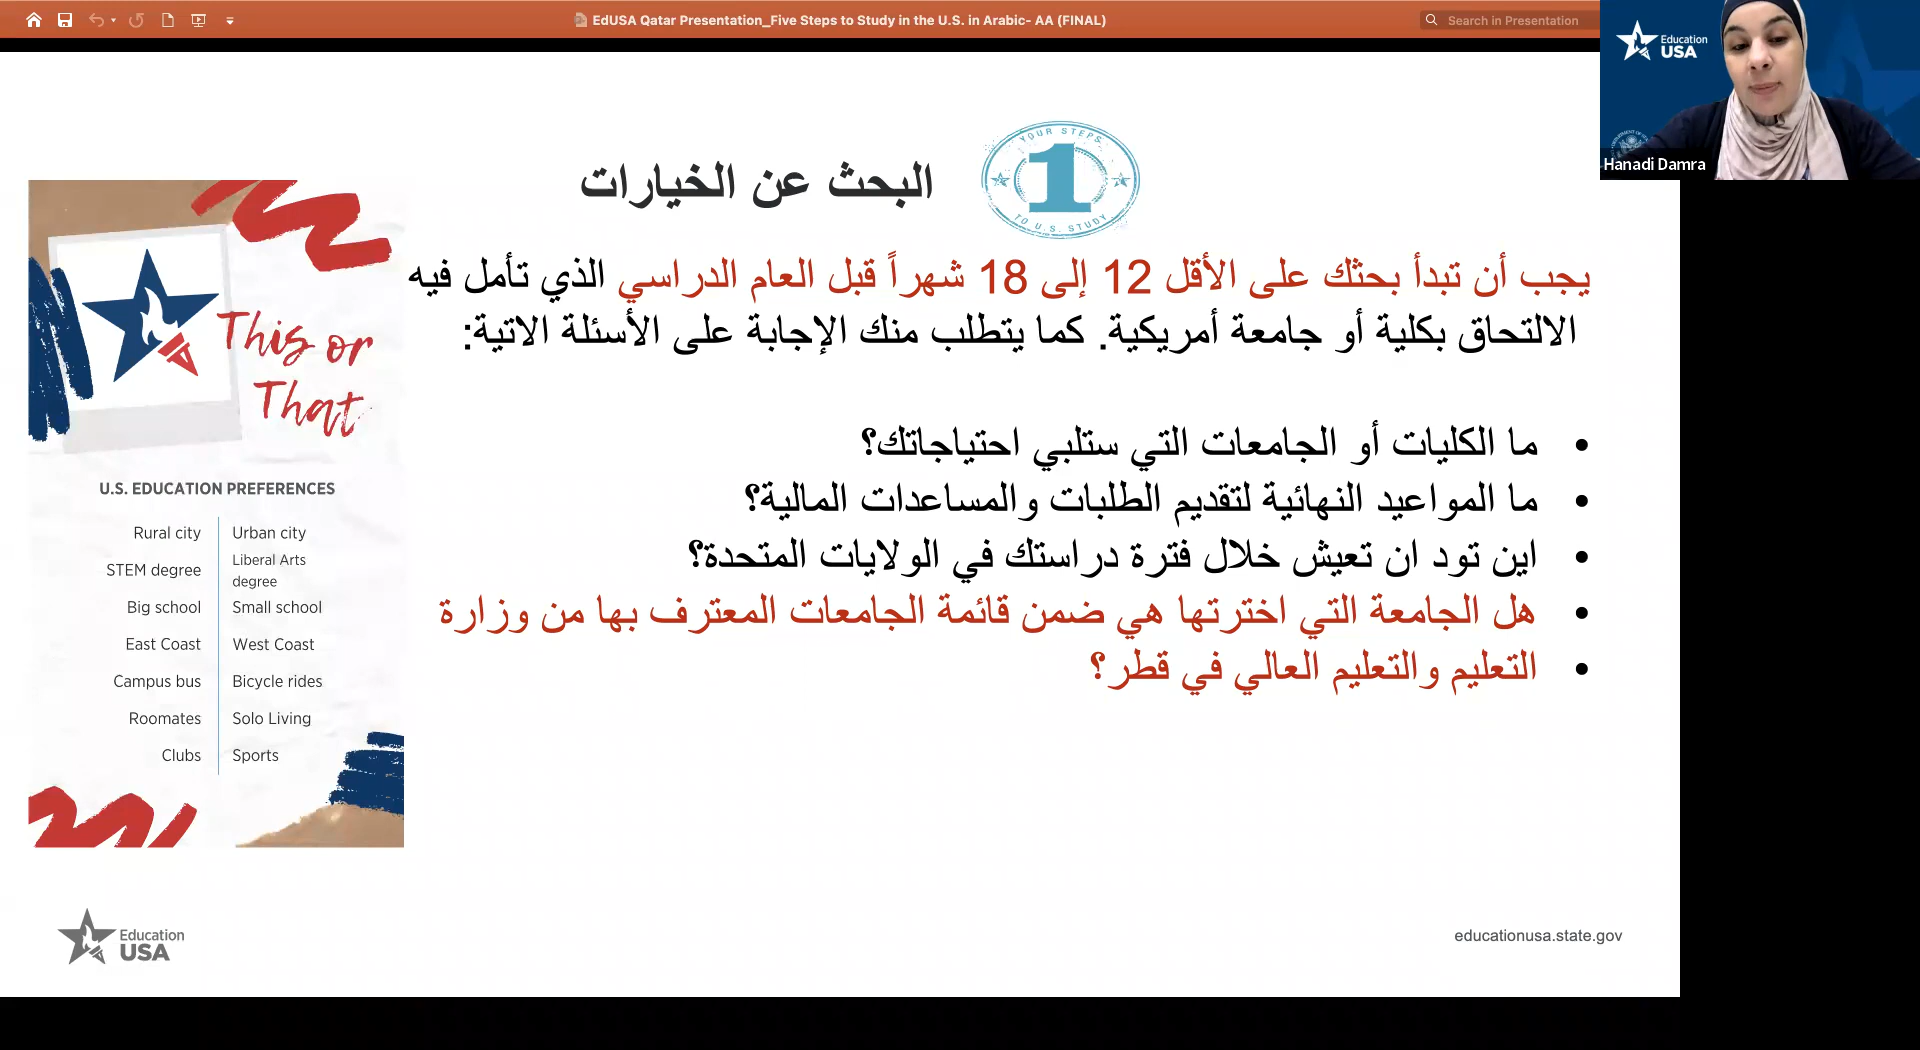 EdUSA Qatar Presentation_Five Steps to Study in the U.S. in Arabic- AA (FINAL)
Search in Presentation
Education
USA
Hanadi Damra
البحث عن الخيارات
YOUR STEPS
1
TO U.S. STUDY
يجب أن تبدأ بحثك على الأقل 12 إلى 18 شهراً قبل العام الدراسي الذي تأمل فيه
الالتحاق بكلية أو جامعة أمريكية. كما يتطلب منك الإجابة على الأسئلة الاتية:
• ما الكليات أو الجامعات التي ستلبي احتياجاتك؟
• ما المواعيد النهائية لتقديم الطلبات والمساعدات المالية؟
• اين تود ان تعيش خلال فترة دراستك في الولايات المتحدة؟
• هل الجامعة التي اخترتها هي ضمن قائمة الجامعات المعترف بها من وزارة
• التعليم والتعليم العالي في قطر؟
This or
That
U.S. EDUCATION PREFERENCES
Rural city Urban city
STEM degree Liberal Arts
degree
Big school Small school
East Coast West Coast
Campus bus Bicycle rides
Roomates Solo Living
Clubs Sports
Education
USA
educationusa.state.gov